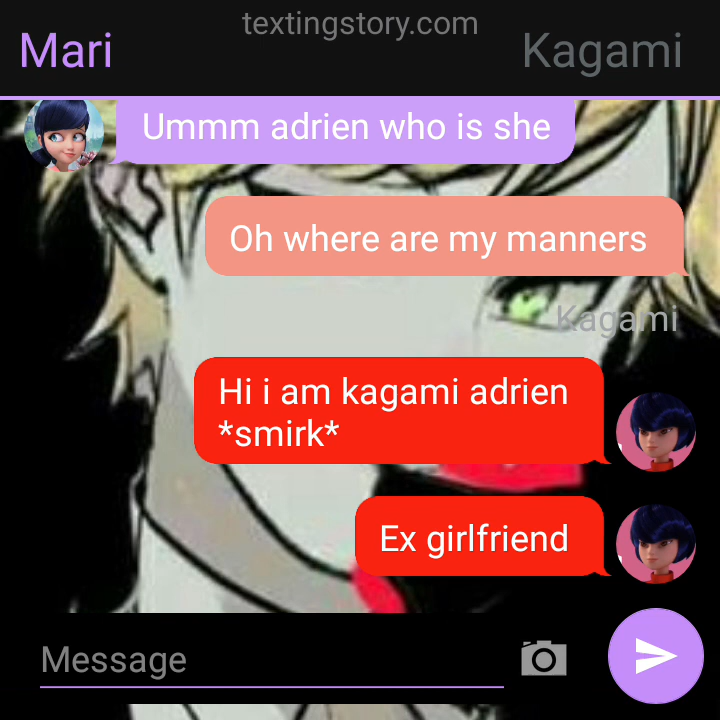 textingstory.com
Mari
Kagami
Ummm adrien who is she
Oh where are my manners
Kagami
Hi i am kagami adrien
*smirk*
Ex girlfriend
Message